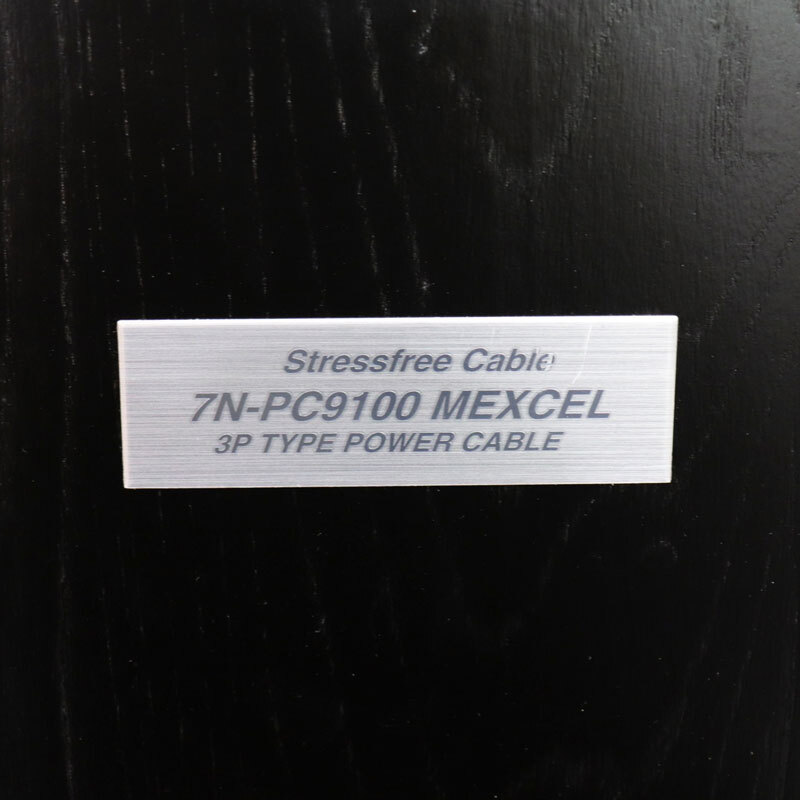 Stressfree Cable
7N-PC9100 MEXCEL
3P TYPE POWER CABLE